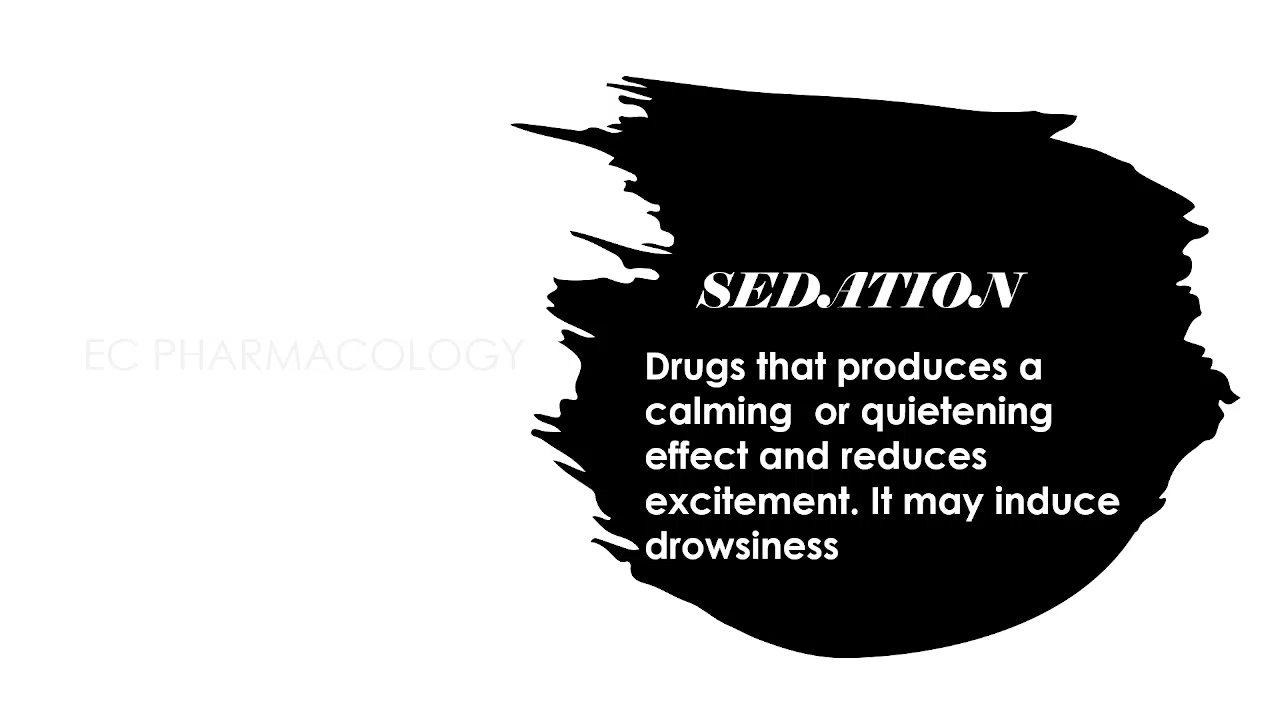 SEDATION
EC PHARMACOLOGY
Drugs that produces a
calming  or quietening
effect and reduces
excitement. It may induce
drowsiness